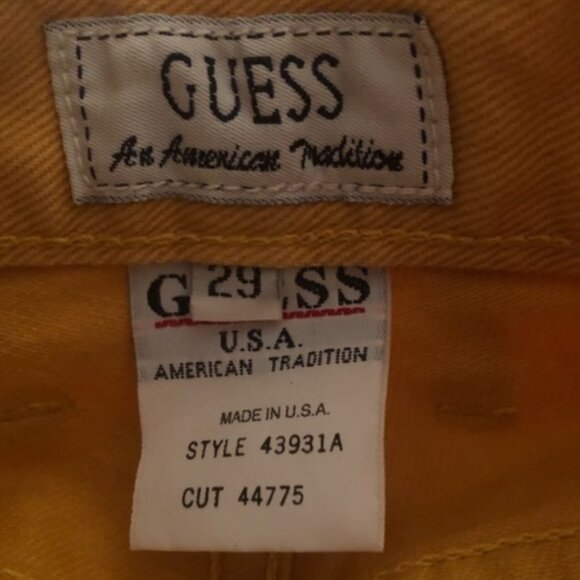 GUESS
An American Tradition
29
G SS
U.S.A.
AMERICAN TRADITION
MADE IN U.S.A.
STYLE 43931A
CUT 44775